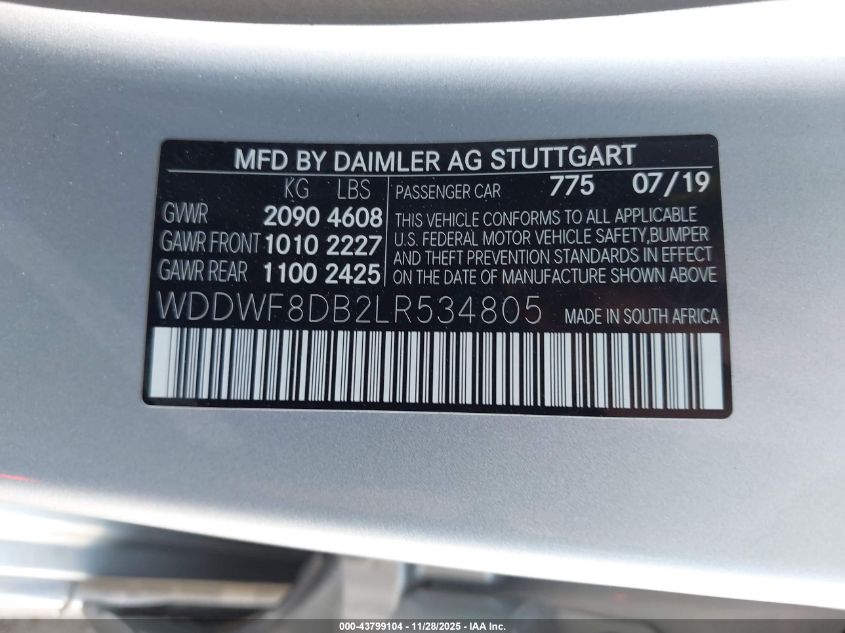 MFD BY DAIMLER AG STUTTGART
KG LBS
GVWR 2090 4608
GAWR FRONT 1010 2227
GAWR REAR 1100 2425
PASSENGER CAR 775 07/19
THIS VEHICLE CONFORMS TO ALL APPLICABLE
U.S. FEDERAL MOTOR VEHICLE SAFETY,BUMPER
AND THEFT PREVENTION STANDARDS IN EFFECT
ON THE DATE OF MANUFACTURE SHOWN ABOVE
WDDWF8DB2LR534805 MADE IN SOUTH AFRICA
000-43799104 | 11/28/2025 - IAA Inc.